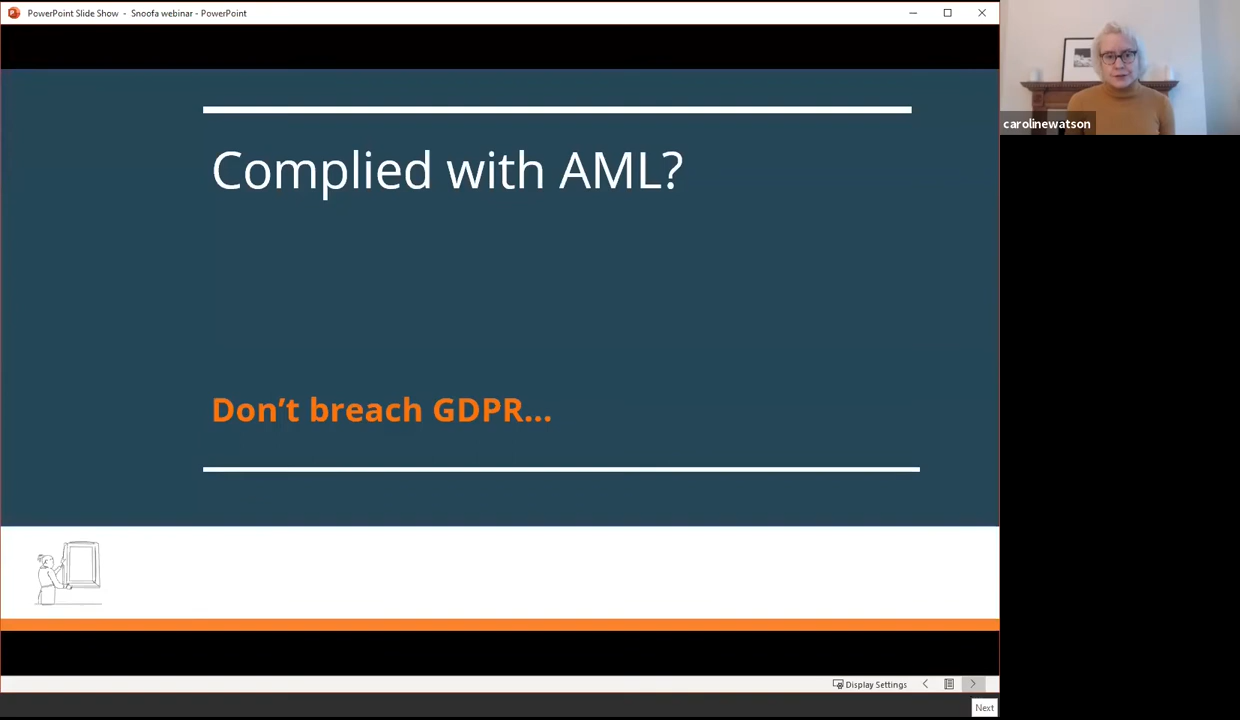 PowerPoint Slide Show - Snoofa webinar - PowerPoint
carolinewatson
Complied with AML?
Don't breach GDPR...
Display Settings
Next